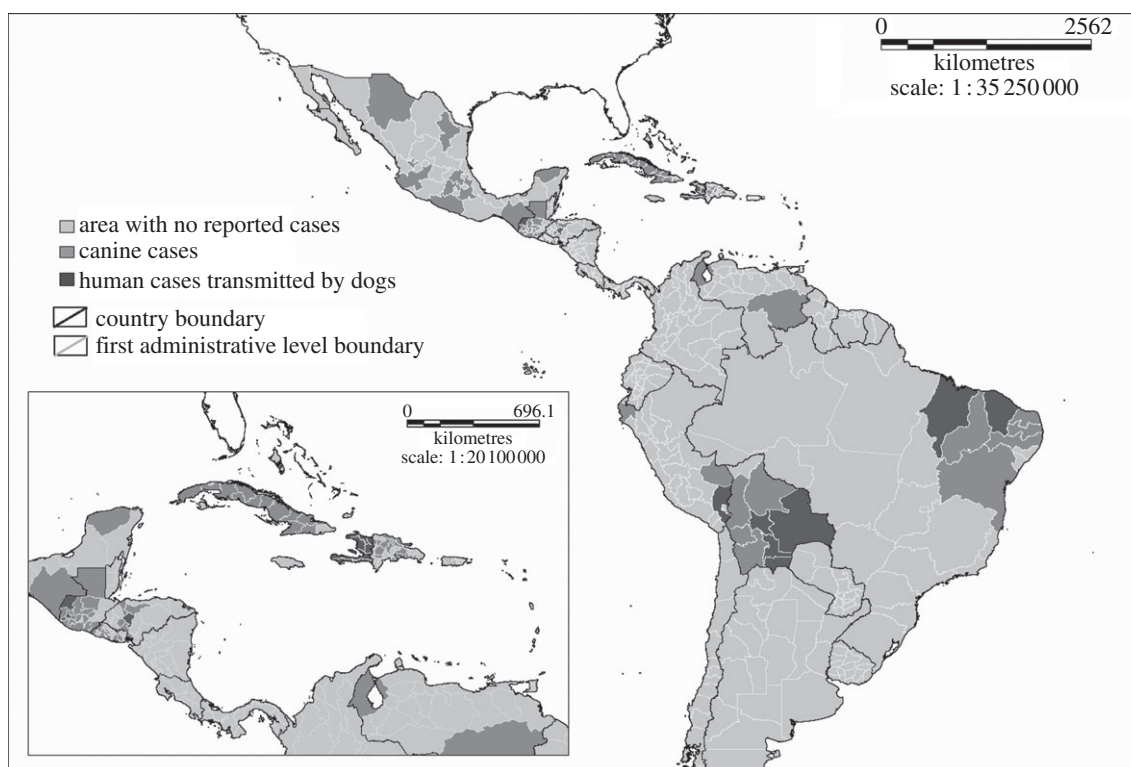 0 2562
kilometres
scale: 1 : 35 250 000
area with no reported cases
canine cases
human cases transmitted by dogs
country boundary
first administrative level boundary
0 696.1
kilometres
scale: 1 : 20 100 000